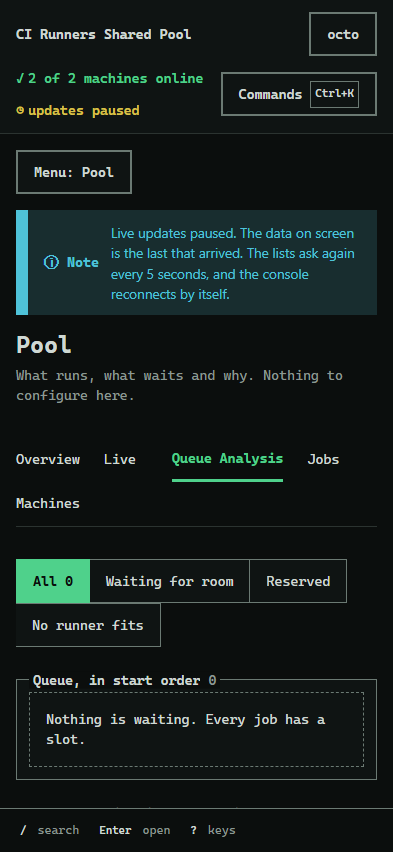 CI Runners Shared Pool
octo
✓ 2 of 2 machines online
Commands Ctrl+K
updates paused
Menu: Pool
Note
Live updates paused. The data on screen
is the last that arrived. The lists ask again
every 5 seconds, and the console
reconnects by itself.
Pool
What runs, what waits and why. Nothing to
configure here.
Overview Live Queue Analysis Jobs
Machines
All 0 Waiting for room Reserved
No runner fits
Queue, in start order 0
Nothing is waiting. Every job has a
slot.
/ search Enter open ? keys